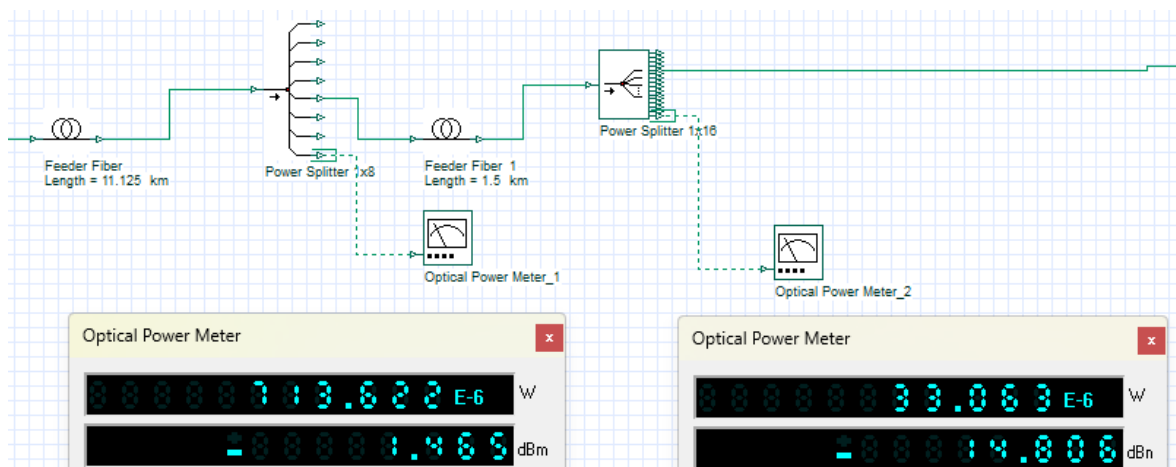 Feeder Fiber
Length = 11.125 km
Power Splitter 1x8
Feeder Fiber 1
Length = 1.5 km
Power Splitter 1x16
Optical Power Meter_1
Optical Power Meter_2
Optical Power Meter x
713.622 E-6 W
- 1.465 dBm
Optical Power Meter x
33.063 E-6 W
- 14.806 dBm